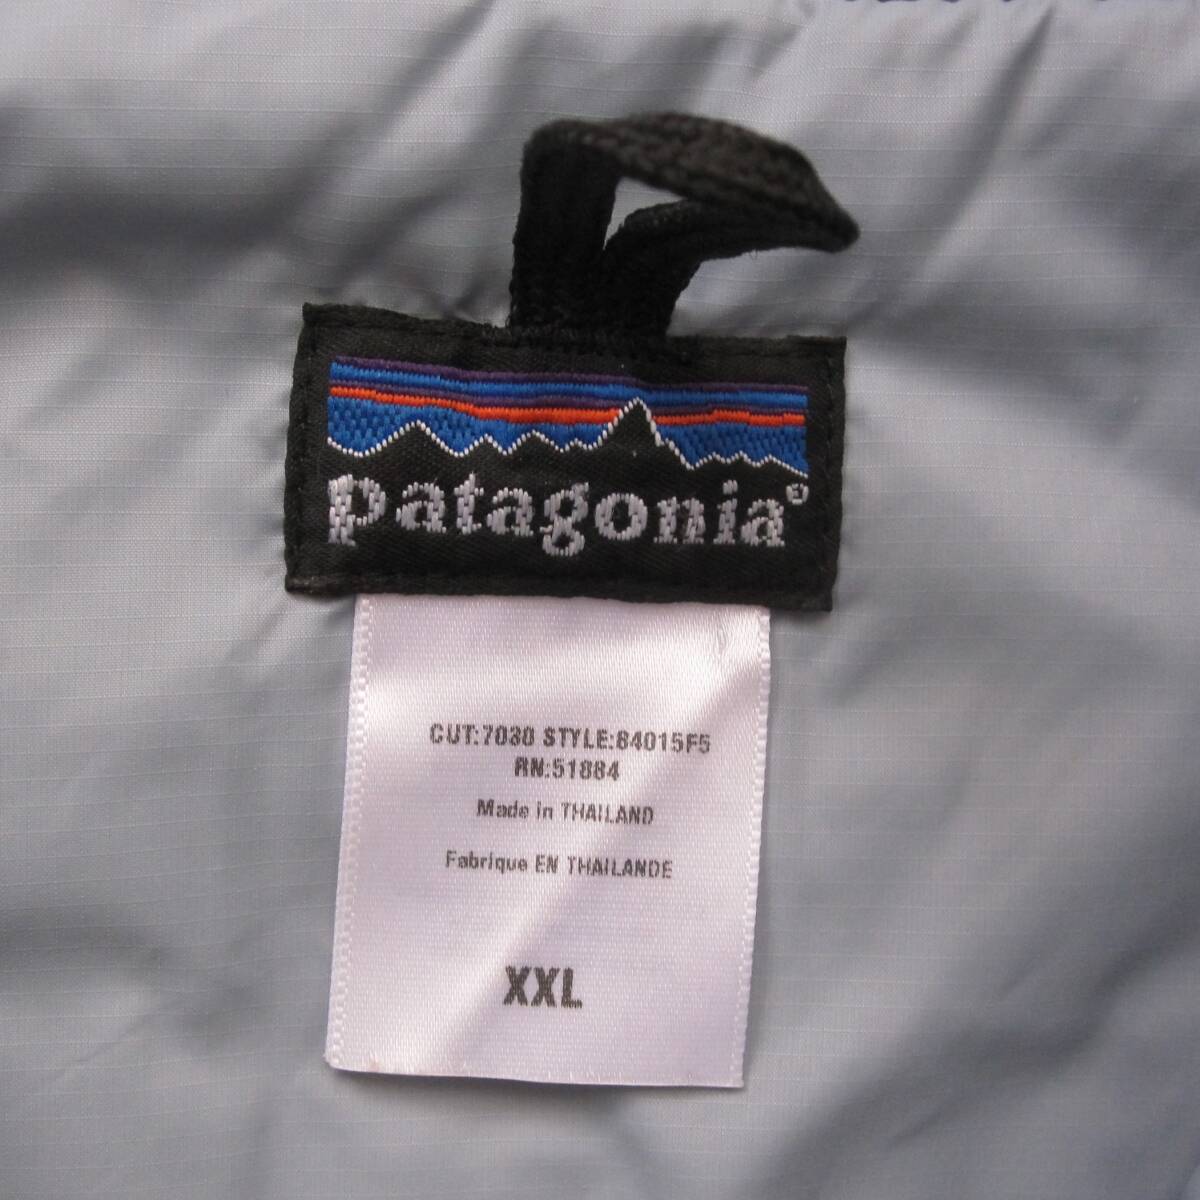 patagonia®
CUT:7030 STYLE:84015F5
RN:51884
Made in THAILAND
Fabrique EN THAILANDE
XXL